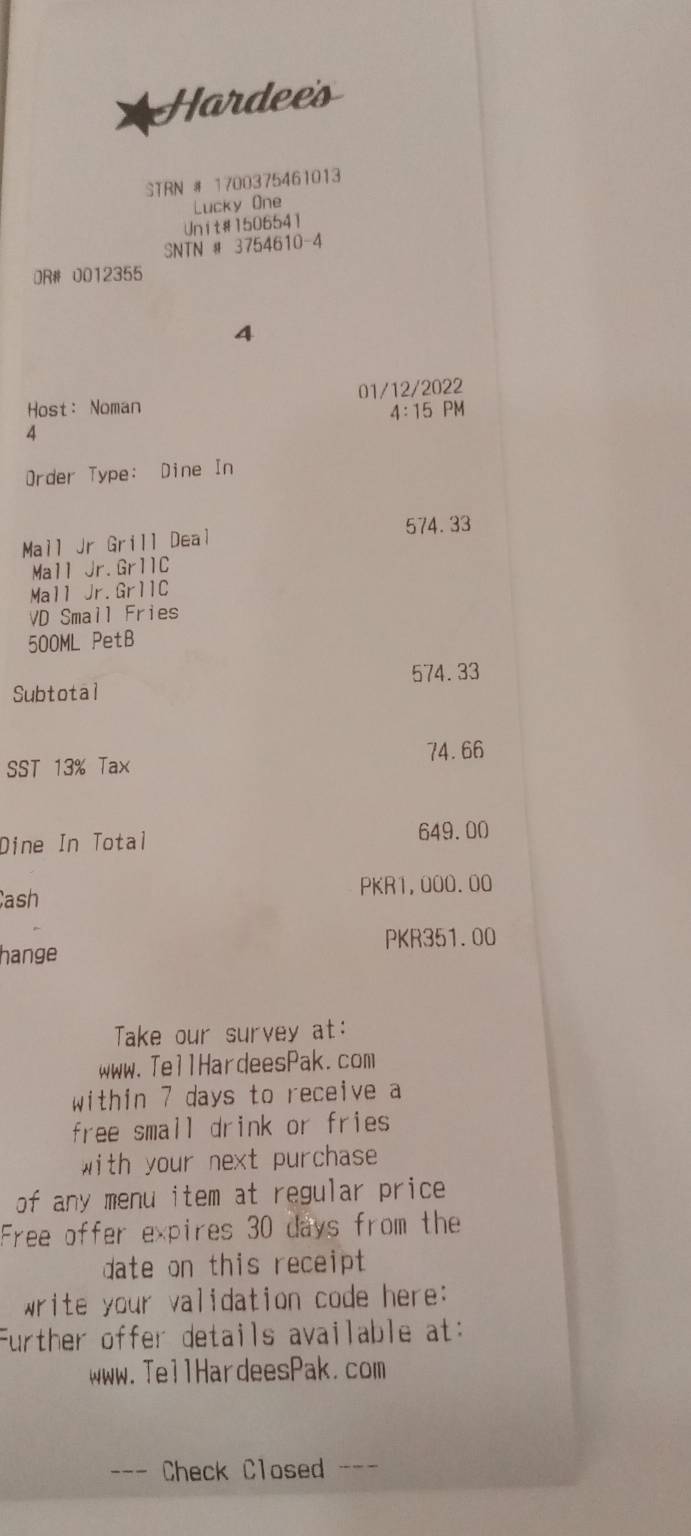 Hardee's
STRN # 1700375461013
Lucky One
Unit#1506541
SNTN # 3754610-4
OR# 0012355
4
01/12/2022
Host: Noman 4:15 PM
4
Order Type: Dine In
Mall Jr Grill Deal 574.33
Mall Jr.GrllC
Mall Jr.GrllC
VD Small Fries
500ML PetB
Subtotal 574.33
SST 13% Tax 74.66
Dine In Total 649.00
Cash PKR1,000.00
hange PKR351.00
Take our survey at:
www.TellHardeesPak.com
within 7 days to receive a
free small drink or fries
with your next purchase
of any menu item at regular price
Free offer expires 30 days from the
date on this receipt
write your validation code here:
Further offer details available at:
www.TellHardeesPak.com
--- Check Closed ---